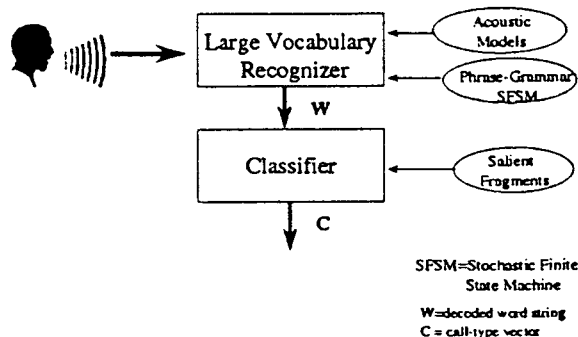 Acoustic
Models
Large Vocabulary
Recognizer
Phrase-Grammar
SFSM
W
Classifier
Salient
Fragments
C
SFSM=Stochastic Finite
State Machine
W=decoded word string
C = call-type vector